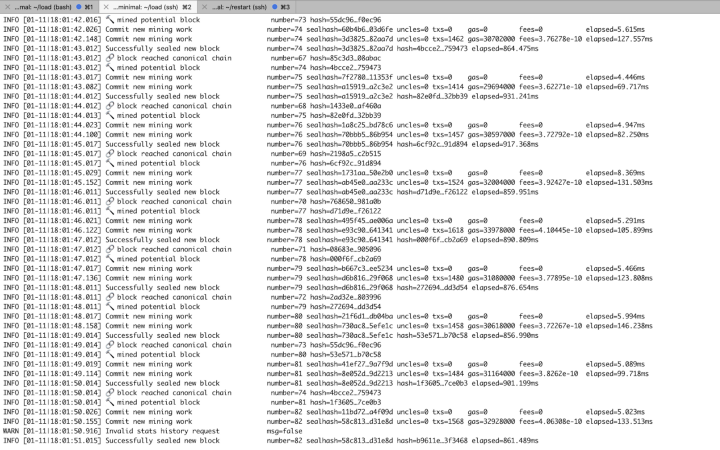 ...mal: ~/load (bash) ⌘1 ...minimal: ~/load (ssh) ⌘2 ...al: ~/restart (ssh) ⌘3
INFO [01-11|18:01:42.016] 🔨 mined potential block number=73 hash=55dc96…f0ec96
INFO [01-11|18:01:42.021] Commit new mining work number=74 sealhash=60b4b6…03d6fe uncles=0 txs=0 gas=0 fees=0 elapsed=5.615ms
INFO [01-11|18:01:42.148] Commit new mining work number=74 sealhash=3d3825…82ea7d uncles=0 txs=1462 gas=30702000 fees=3.76278e-10 elapsed=127.557ms
INFO [01-11|18:01:43.012] Successfully sealed new block number=74 sealhash=3d3825…82ea7d hash=4bcce2…759473 elapsed=864.475ms
INFO [01-11|18:01:43.012] 🔗 block reached canonical chain number=67 hash=85c3d3…08abac
INFO [01-11|18:01:43.012] 🔨 mined potential block number=74 hash=4bcce2…759473
INFO [01-11|18:01:43.017] Commit new mining work number=75 sealhash=7f2780…11353f uncles=0 txs=0 gas=0 fees=0 elapsed=4.446ms
INFO [01-11|18:01:43.082] Commit new mining work number=75 sealhash=a15919…a2c3e2 uncles=0 txs=1414 gas=29694000 fees=3.62271e-10 elapsed=69.717ms
INFO [01-11|18:01:44.012] Successfully sealed new block number=75 sealhash=a15919…a2c3e2 hash=82e0fd…32bb39 elapsed=931.241ms
INFO [01-11|18:01:44.012] 🔗 block reached canonical chain number=68 hash=1433e0…af460a
INFO [01-11|18:01:44.013] 🔨 mined potential block number=75 hash=82e0fd…32bb39
INFO [01-11|18:01:44.023] Commit new mining work number=76 sealhash=1a8c25…bd78c6 uncles=0 txs=0 gas=0 fees=0 elapsed=4.947ms
INFO [01-11|18:01:44.100] Commit new mining work number=76 sealhash=70bbb5…86b954 uncles=0 txs=1457 gas=30597000 fees=3.72792e-10 elapsed=82.250ms
INFO [01-11|18:01:45.017] Successfully sealed new block number=76 sealhash=70bbb5…86b954 hash=6cf92c…91d894 elapsed=917.368ms
INFO [01-11|18:01:45.017] 🔗 block reached canonical chain number=69 hash=2198a5…c2b515
INFO [01-11|18:01:45.017] 🔨 mined potential block number=76 hash=6cf92c…91d894
INFO [01-11|18:01:45.029] Commit new mining work number=77 sealhash=1731aa…50e2b0 uncles=0 txs=0 gas=0 fees=0 elapsed=8.369ms
INFO [01-11|18:01:45.152] Commit new mining work number=77 sealhash=ab45e0…aa233c uncles=0 txs=1524 gas=32004000 fees=3.92427e-10 elapsed=131.503ms
INFO [01-11|18:01:46.011] Successfully sealed new block number=77 sealhash=ab45e0…aa233c hash=d71d9e…f26122 elapsed=859.951ms
INFO [01-11|18:01:46.011] 🔗 block reached canonical chain number=70 hash=768650…981a0b
INFO [01-11|18:01:46.011] 🔨 mined potential block number=77 hash=d71d9e…f26122
INFO [01-11|18:01:46.021] Commit new mining work number=78 sealhash=495f45…ae006a uncles=0 txs=0 gas=0 fees=0 elapsed=5.291ms
INFO [01-11|18:01:46.122] Commit new mining work number=78 sealhash=e93c90…641341 uncles=0 txs=1618 gas=33978000 fees=4.10445e-10 elapsed=105.899ms
INFO [01-11|18:01:47.012] Successfully sealed new block number=78 sealhash=e93c90…641341 hash=000f6f…cb2a69 elapsed=890.809ms
INFO [01-11|18:01:47.012] 🔗 block reached canonical chain number=71 hash=08683e…905096
INFO [01-11|18:01:47.012] 🔨 mined potential block number=78 hash=000f6f…cb2a69
INFO [01-11|18:01:47.017] Commit new mining work number=79 sealhash=b667c3…ee5234 uncles=0 txs=0 gas=0 fees=0 elapsed=5.466ms
INFO [01-11|18:01:47.136] Commit new mining work number=79 sealhash=d6b816…29f068 uncles=0 txs=1480 gas=31080000 fees=3.77895e-10 elapsed=123.808ms
INFO [01-11|18:01:48.011] Successfully sealed new block number=79 sealhash=d6b816…29f068 hash=272694…dd3d54 elapsed=876.654ms
INFO [01-11|18:01:48.011] 🔗 block reached canonical chain number=72 hash=2ad32e…803996
INFO [01-11|18:01:48.011] 🔨 mined potential block number=79 hash=272694…dd3d54
INFO [01-11|18:01:48.017] Commit new mining work number=80 sealhash=21f6d1…db04ba uncles=0 txs=0 gas=0 fees=0 elapsed=5.994ms
INFO [01-11|18:01:48.158] Commit new mining work number=80 sealhash=730ac8…5efe1c uncles=0 txs=1458 gas=30618000 fees=3.72267e-10 elapsed=146.238ms
INFO [01-11|18:01:49.014] Successfully sealed new block number=80 sealhash=730ac8…5efe1c hash=53e571…b70c58 elapsed=856.990ms
INFO [01-11|18:01:49.014] 🔗 block reached canonical chain number=73 hash=55dc96…f0ec96
INFO [01-11|18:01:49.014] 🔨 mined potential block number=80 hash=53e571…b70c58
INFO [01-11|18:01:49.019] Commit new mining work number=81 sealhash=41ef27…9a7f9d uncles=0 txs=0 gas=0 fees=0 elapsed=5.089ms
INFO [01-11|18:01:49.114] Commit new mining work number=81 sealhash=8e052d…9d2213 uncles=0 txs=1484 gas=31164000 fees=3.8262e-10 elapsed=99.718ms
INFO [01-11|18:01:50.014] Successfully sealed new block number=81 sealhash=8e052d…9d2213 hash=1f3605…7ce0b3 elapsed=901.199ms
INFO [01-11|18:01:50.014] 🔗 block reached canonical chain number=74 hash=4bcce2…759473
INFO [01-11|18:01:50.014] 🔨 mined potential block number=81 hash=1f3605…7ce0b3
INFO [01-11|18:01:50.026] Commit new mining work number=82 sealhash=11bd72…a4f09d uncles=0 txs=0 gas=0 fees=0 elapsed=5.023ms
INFO [01-11|18:01:50.155] Commit new mining work number=82 sealhash=58c813…d31e8d uncles=0 txs=1568 gas=32928000 fees=4.06308e-10 elapsed=133.513ms
WARN [01-11|18:01:50.916] Invalid stats history request msg=false
INFO [01-11|18:01:51.015] Successfully sealed new block number=82 sealhash=58c813…d31e8d hash=b9611e…3f3468 elapsed=861.489ms